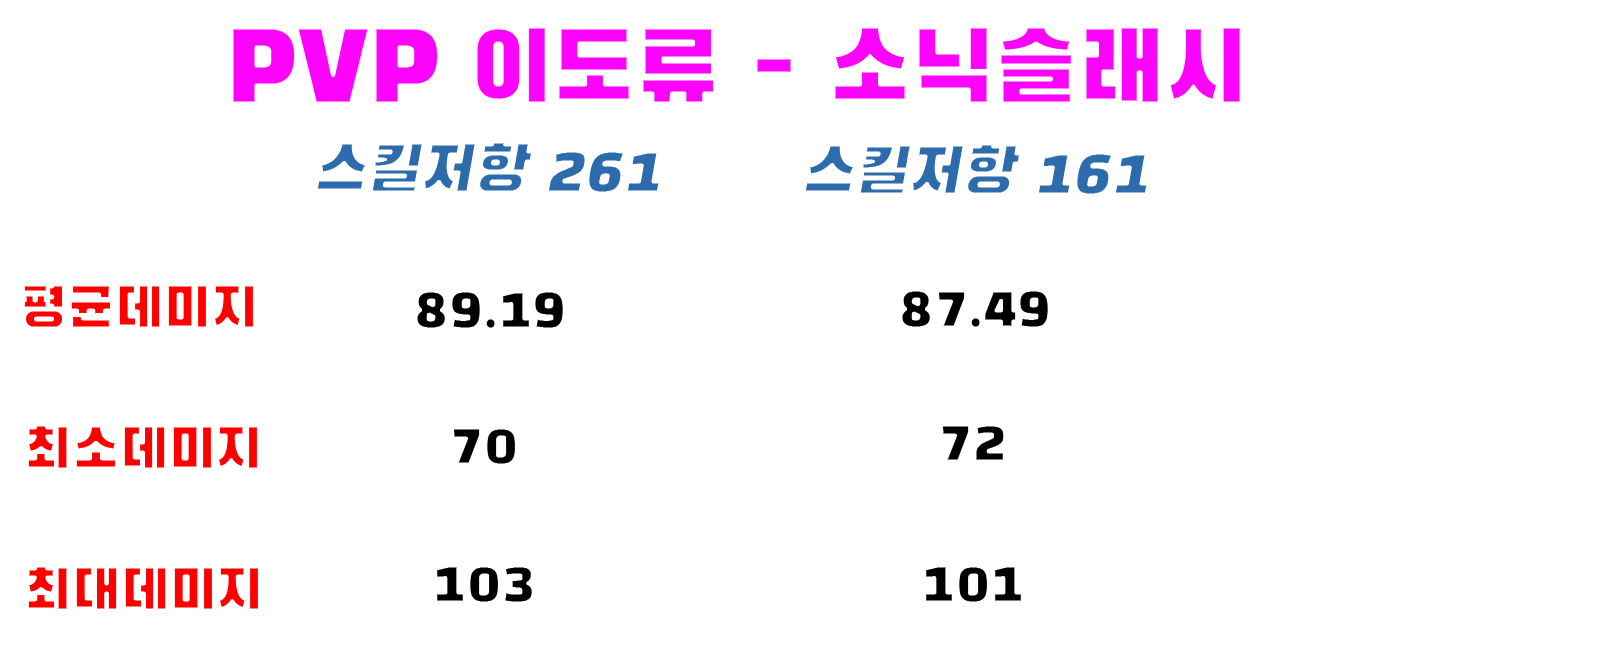 PVP 이도류 - 소닉슬래시
스킬저항 261 스킬저항 161
평균데미지 89.19 87.49
최소데미지 70 72
최대데미지 103 101